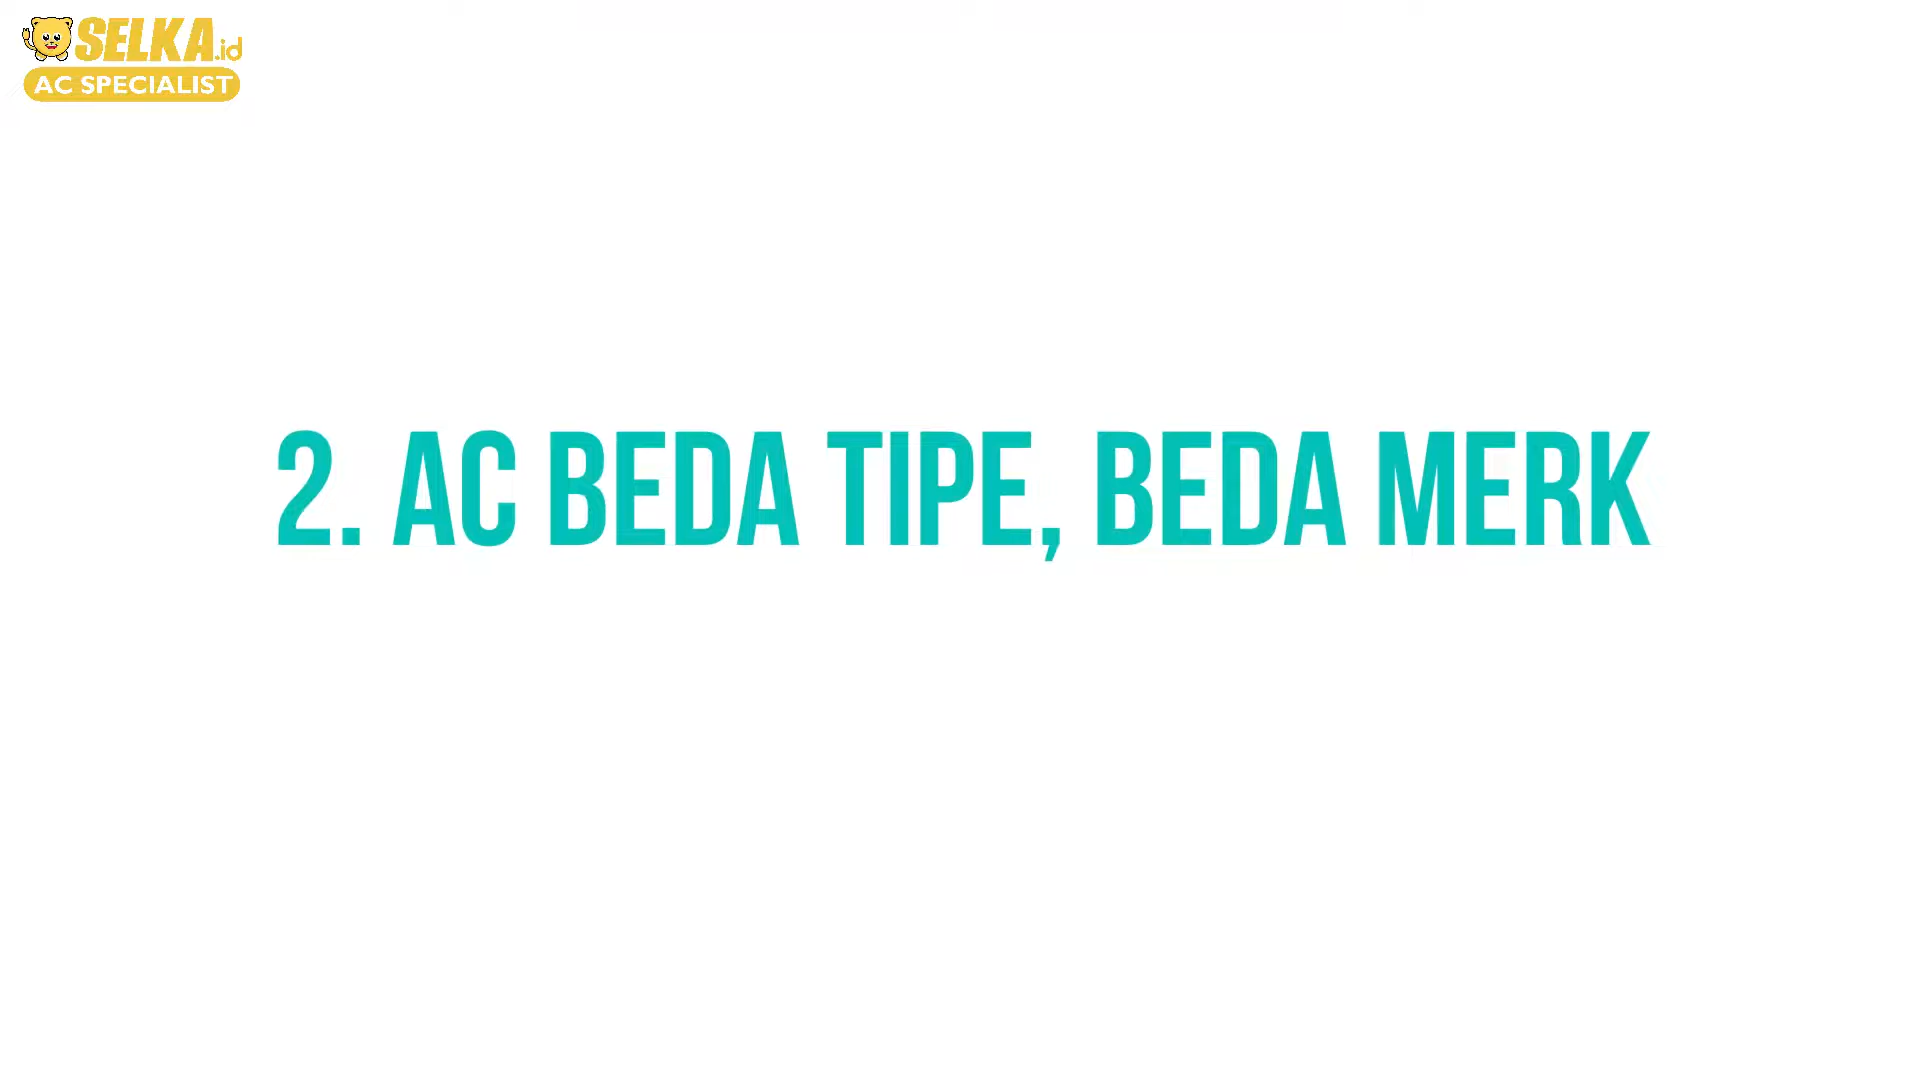 SELKA.id
AC SPECIALIST
2. AC BEDA TIPE, BEDA MERK